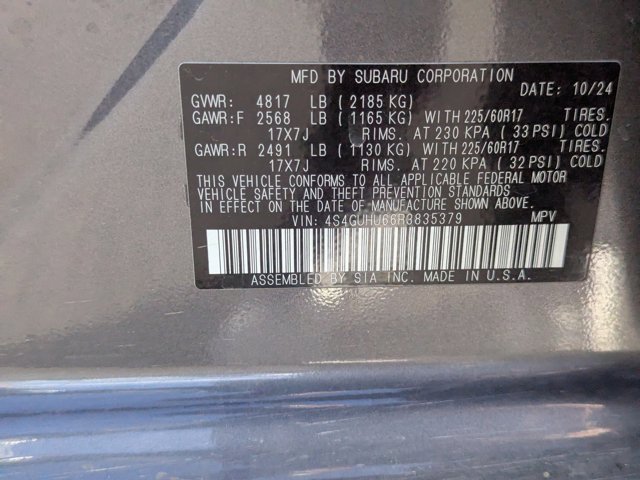 MFD BY SUBARU CORPORATION
GVWR: 4817 LB ( 2185 KG) DATE: 10/24
GAWR:F 2568 LB ( 1165 KG) WITH 225/60R17 TIRES.
17X7J RIMS. AT 230 KPA ( 33 PSI) COLD
GAWR:R 2491 LB ( 1130 KG) WITH 225/60R17 TIRES.
17X7J RIMS. AT 220 KPA ( 32 PSI) COLD
THIS VEHICLE CONFORMS TO ALL APPLICABLE FEDERAL MOTOR
VEHICLE SAFETY AND THEFT PREVENTION STANDARDS
IN EFFECT ON THE DATE OF MANUFACTURE SHOWN ABOVE.
VIN: 4S4GUHU66R3835379 MPV
ASSEMBLED BY SIA INC. MADE IN U.S.A.